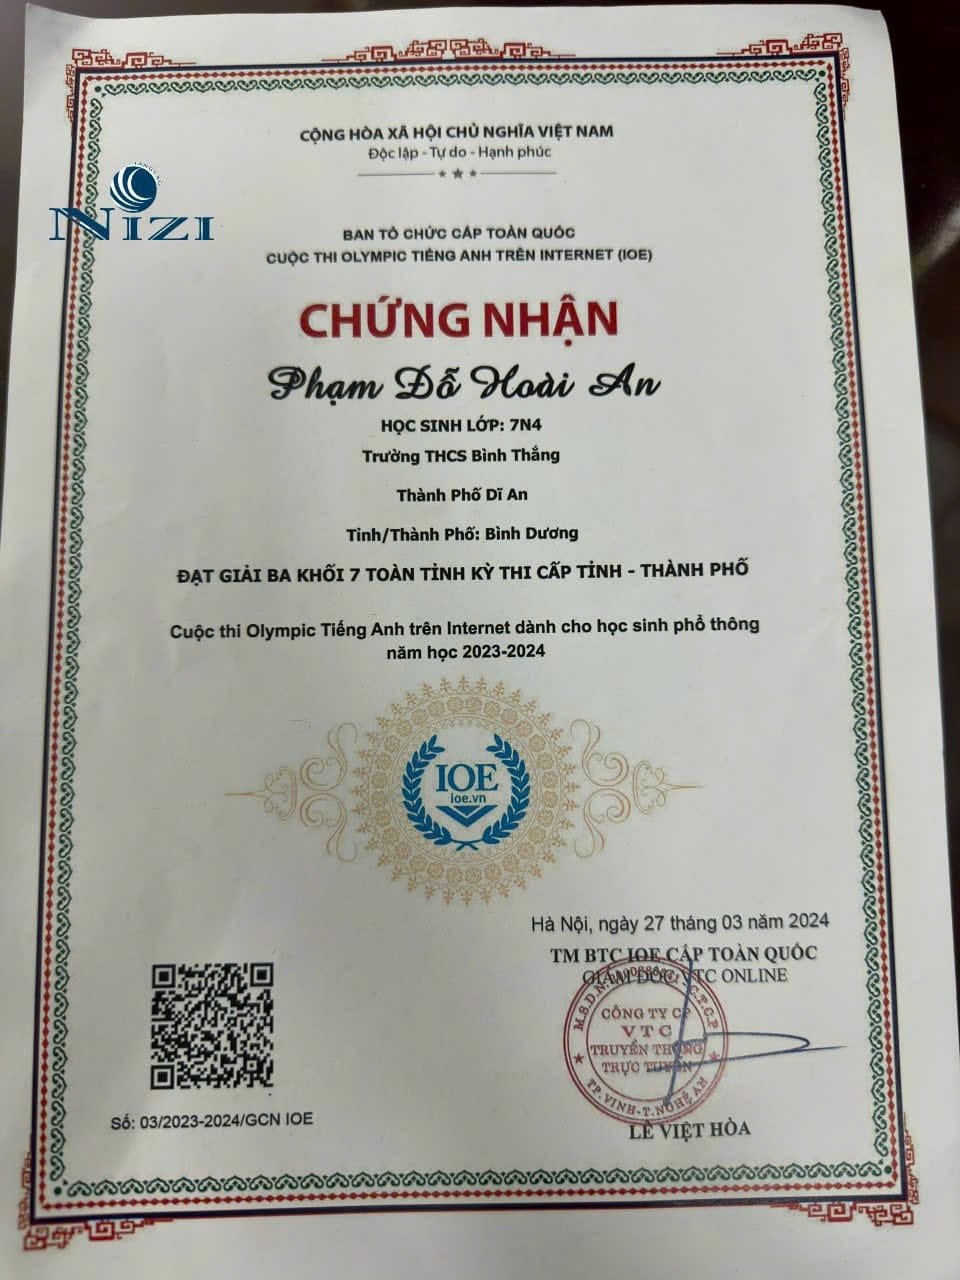 CỘNG HÒA XÃ HỘI CHỦ NGHĨA VIỆT NAM
Độc lập - Tự do - Hạnh phúc
NIZI
BAN TỔ CHỨC CẤP TOÀN QUỐC
CUỘC THI OLYMPIC TIẾNG ANH TRÊN INTERNET (IOE)
CHỨNG NHẬN
Phạm Đỗ Hoài An
HỌC SINH LỚP: 7N4
Trường THCS Bình Thắng
Thành Phố Dĩ An
Tỉnh/Thành Phố: Bình Dương
ĐẠT GIẢI BA KHỐI 7 TOÀN TỈNH KỲ THI CẤP TỈNH - THÀNH PHỐ
Cuộc thi Olympic Tiếng Anh trên Internet dành cho học sinh phổ thông
năm học 2023-2024
IOE
ioe.vn
Hà Nội, ngày 27 tháng 03 năm 2024
TM BTC IOE CẤP TOÀN QUỐC
GIÁM ĐỐC VTC ONLINE
CÔNG TY CP
VTC
TRUYỀN THÔNG
TRỰC TUYẾN
TP.VINH-T.NGHỆ AN
LÊ VIỆT HÒA
Số: 03/2023-2024/GCN IOE